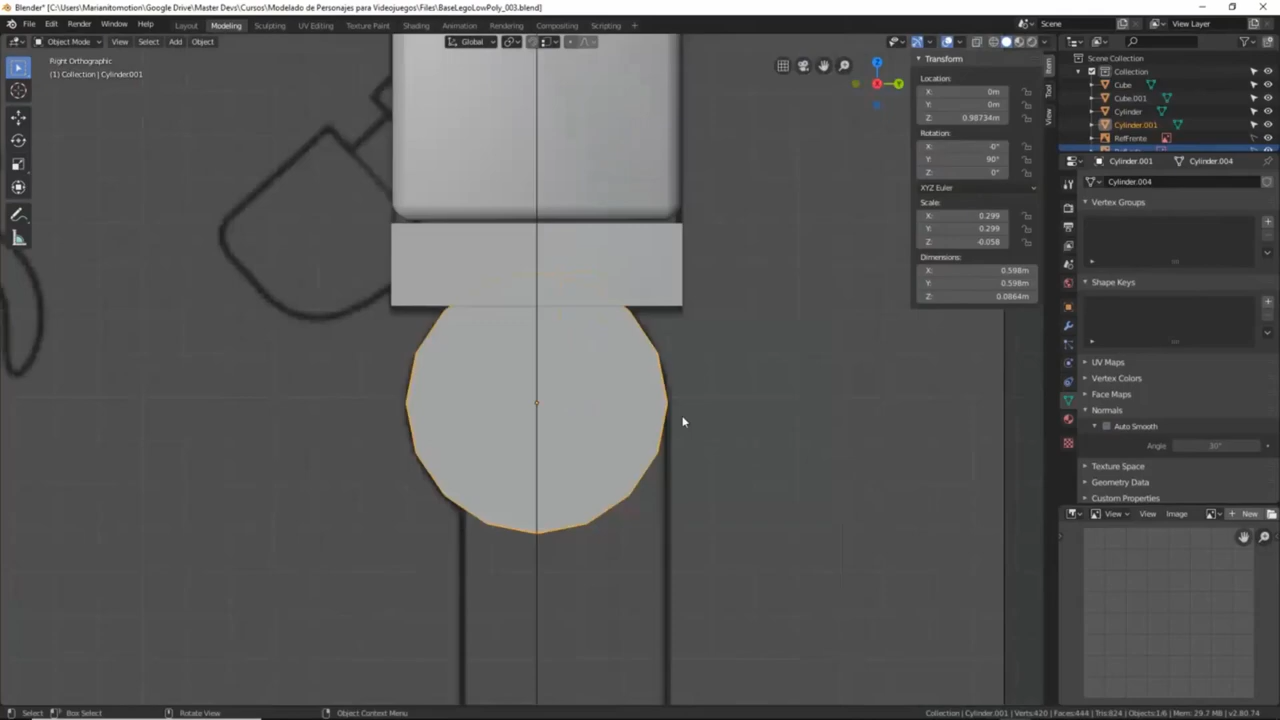 Blender* [C:\Users\Marianitomotion\Google Drive\Master Devs\Cursos\Modelado de Personajes para Videojuegos\Files\BaseLegoLowPoly_003.blend]
File Edit Render Window Help Layout Modeling Sculpting UV Editing Texture Paint Shading Animation Rendering Compositing Scripting + Scene View Layer
Object Mode View Select Add Object Global
Right Orthographic
(1) Collection | Cylinder.001
Transform
Location:
X: 0m
Y: 0m
Z: 0.98734m
Rotation:
X: -0°
Y: 90°
Z: 0°
XYZ Euler
Scale:
X: 0.299
Y: 0.299
Z: -0.058
Dimensions:
X: 0.598m
Y: 0.598m
Z: 0.0864m
Item
Tool
View
Scene Collection
Collection
Cube
Cube.001
Cylinder
Cylinder.001
RefFrente
Cylinder.001 Cylinder.004
Cylinder.004
Vertex Groups
Shape Keys
UV Maps
Vertex Colors
Face Maps
Normals
Auto Smooth
Angle 30°
Texture Space
Geometry Data
Custom Properties
View View Image + New
Select Box Select Rotate View Object Context Menu
Collection | Cylinder.001 | Verts:420 | Faces:444 | Tris:824 | Objects:1/6 | Mem: 29.7 MB | v2.80.74